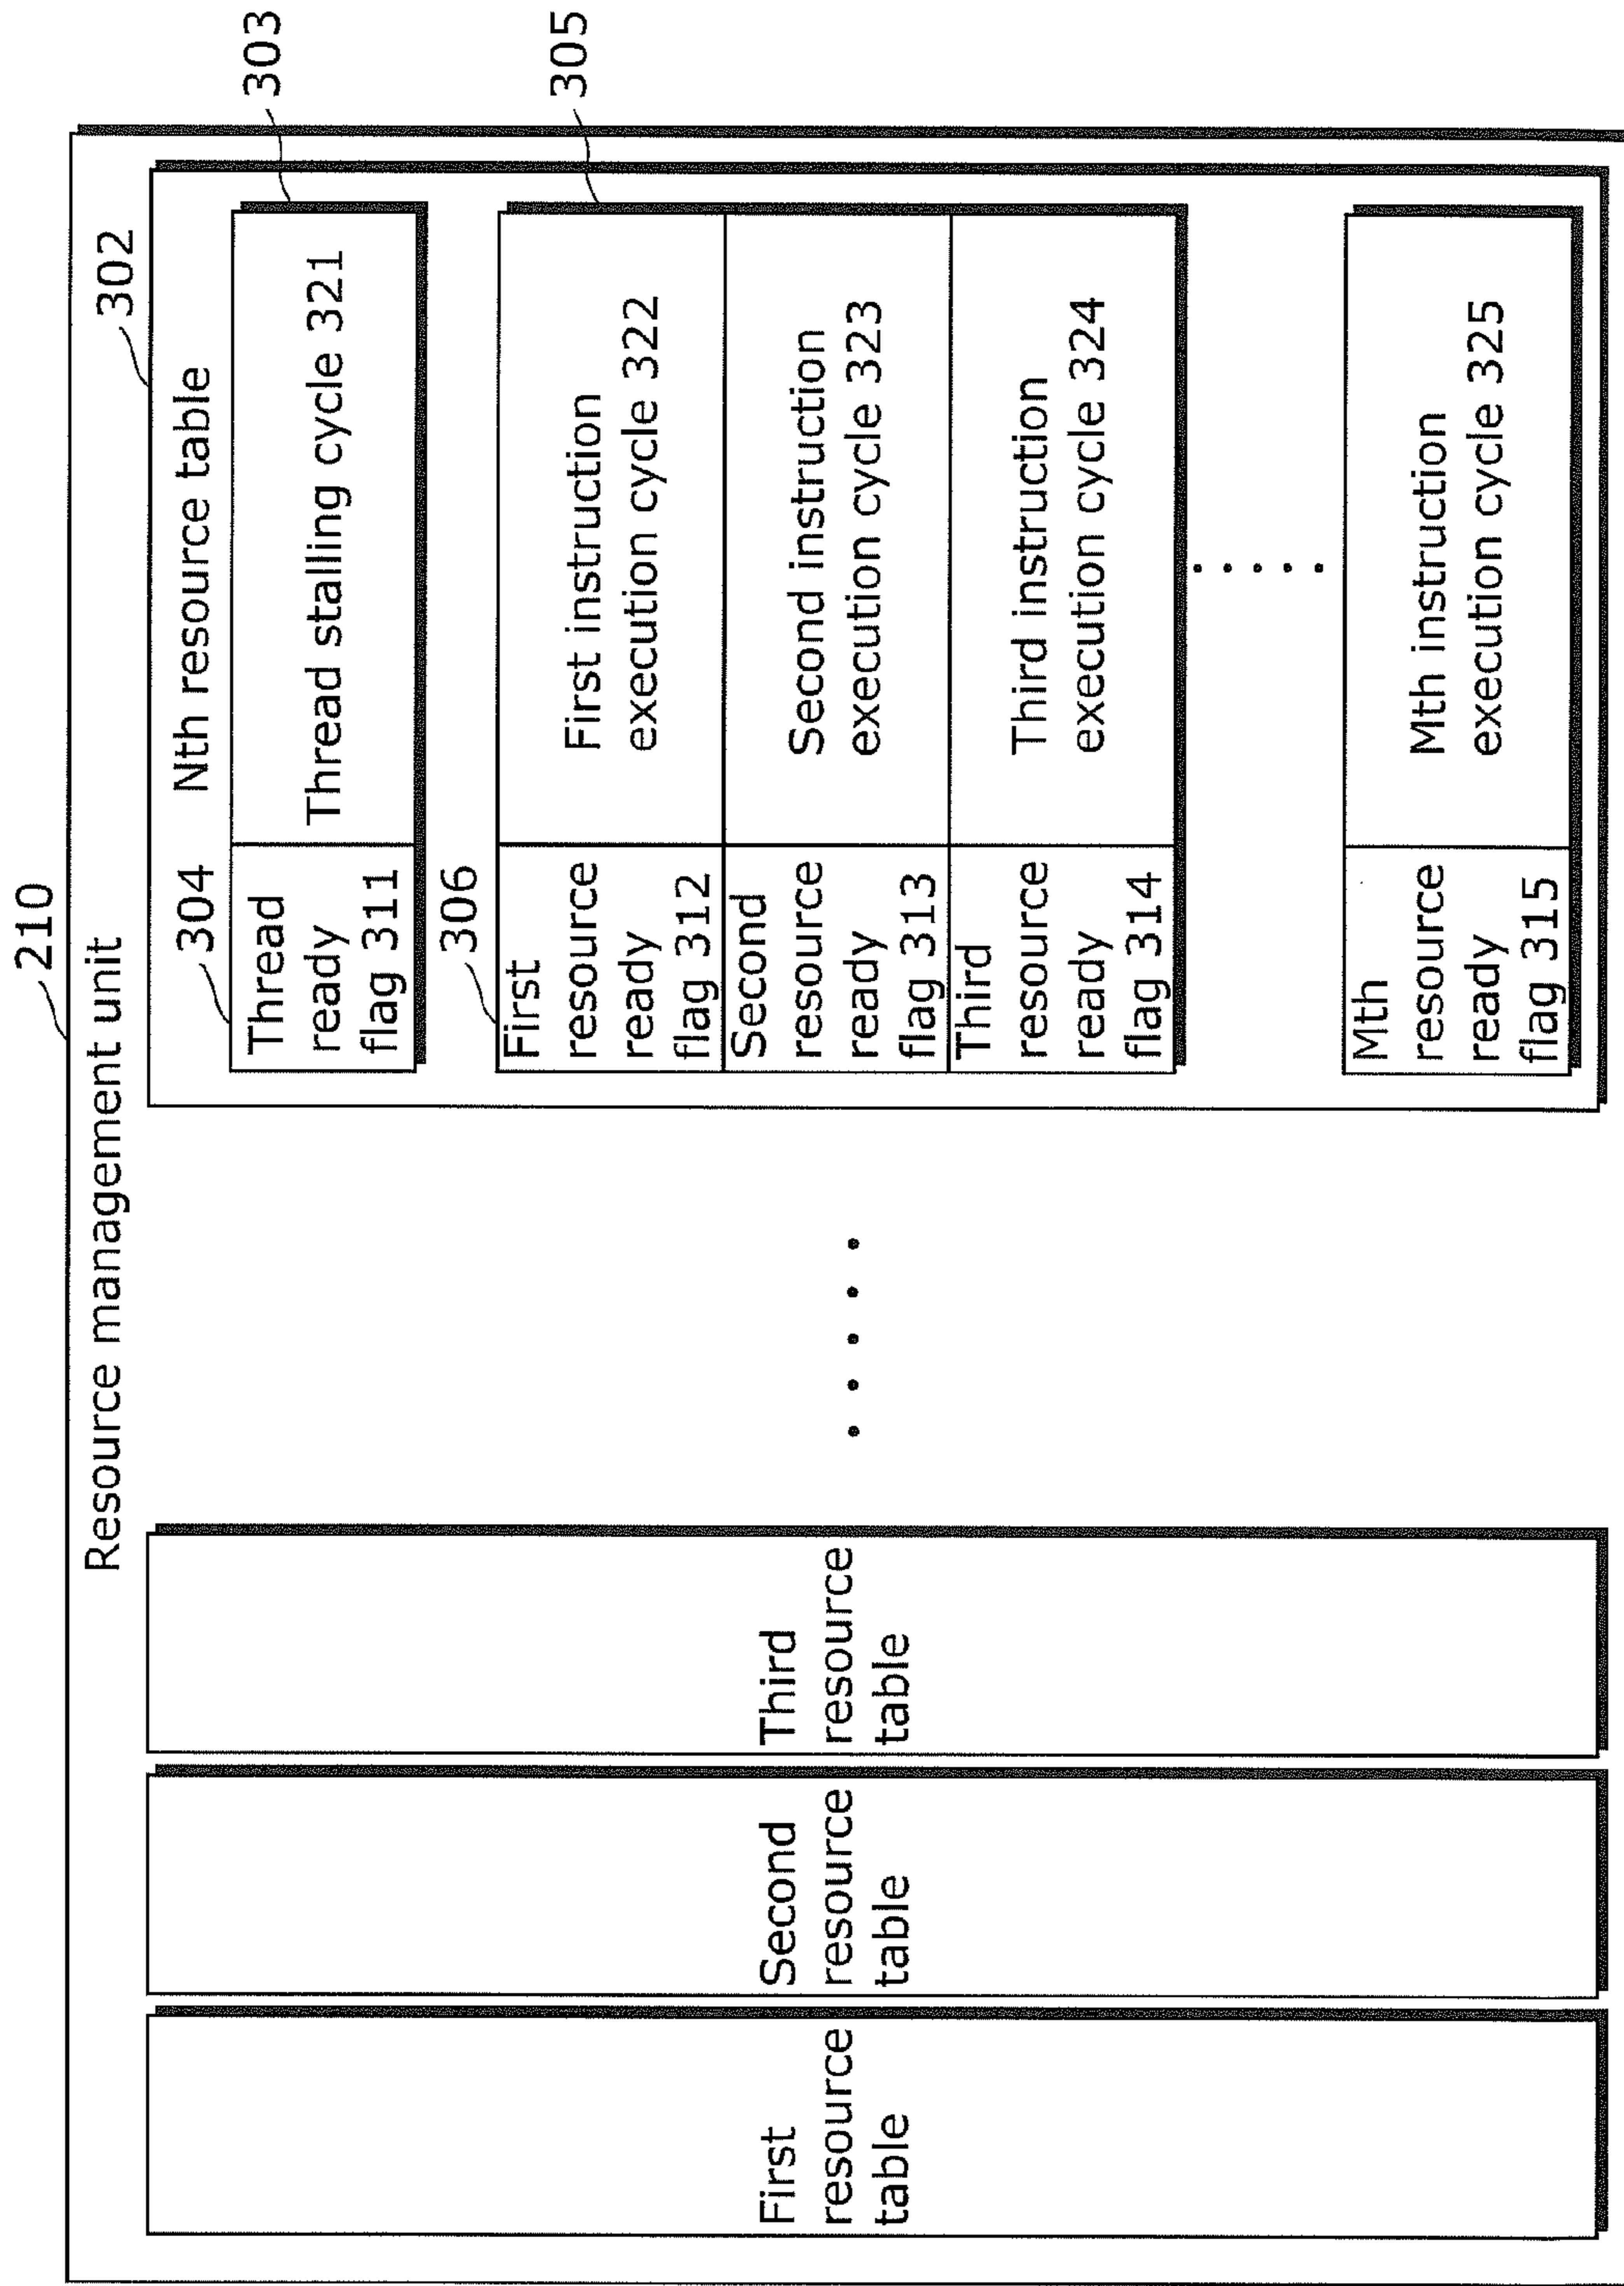 210
Resource management unit
First
resource
table
Second
resource
table
Third
resource
table
302
304 Nth resource table
303
Thread
ready
flag 311
Thread stalling cycle 321
306
305
First
resource
ready
flag 312
First instruction
execution cycle 322
Second
resource
ready
flag 313
Second instruction
execution cycle 323
Third
resource
ready
flag 314
Third instruction
execution cycle 324
Mth
resource
ready
flag 315
Mth instruction
execution cycle 325